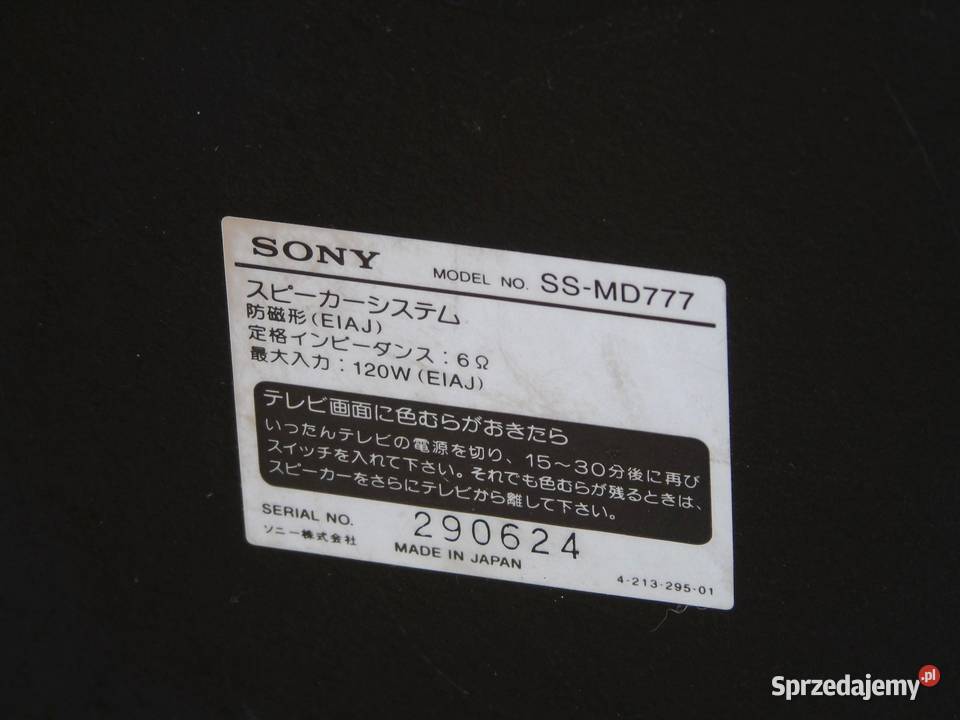 SONY MODEL NO. SS-MD777
スピーカーシステム
防磁形(EIAJ)
定格インピーダンス：6Ω
最大入力：120W(EIAJ)
テレビ画面に色むらがおきたら
いったんテレビの電源を切り、15～30分後に再び
スイッチを入れて下さい。それでも色むらが残るときは、
スピーカーをさらにテレビから離して下さい。
SERIAL NO. 290624
ソニー株式会社 MADE IN JAPAN
4-213-295-01
Sprzedajemy.pl